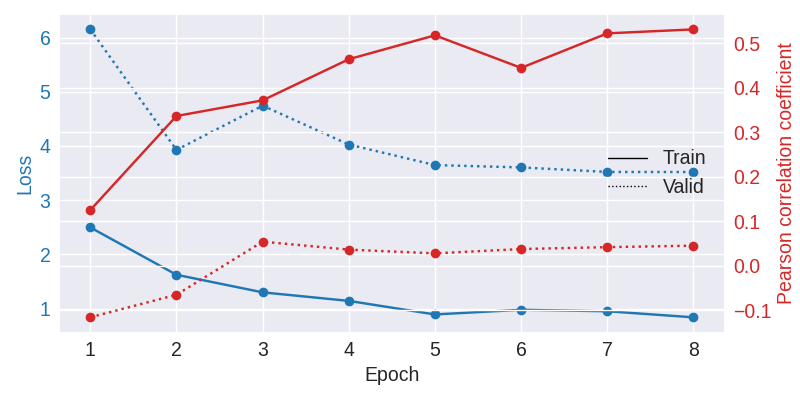 6
5
4
3
2
1
Loss
1 2 3 4 5 6 7 8
Epoch
0.5
0.4
0.3
0.2
0.1
0.0
−0.1
Pearson correlation coefficient
Train
Valid